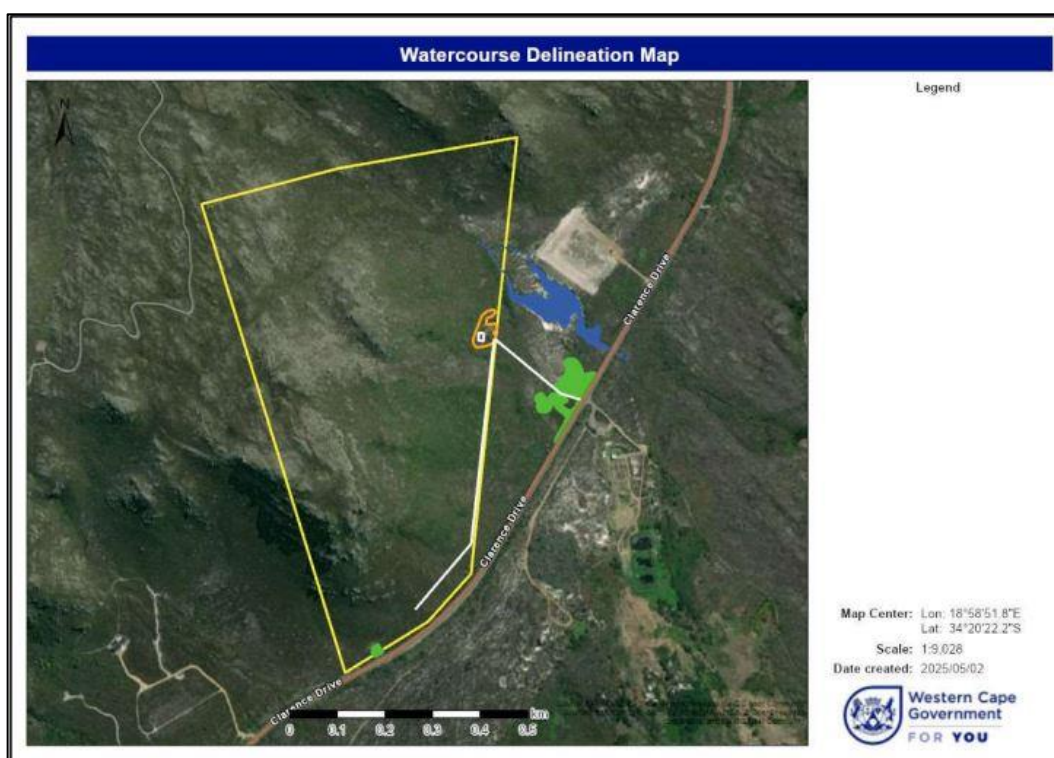 Watercourse Delineation Map
Legend
N
Clarence Drive
Clarence Drive
Clarence Drive
km
0 0.1 0.2 0.3 0.4 0.5
Map Center: Lon: 18°58'51.8"E
Lat: 34°20'22.2"S
Scale: 1:9,028
Date created: 2025/05/02
Western Cape
Government
FOR YOU